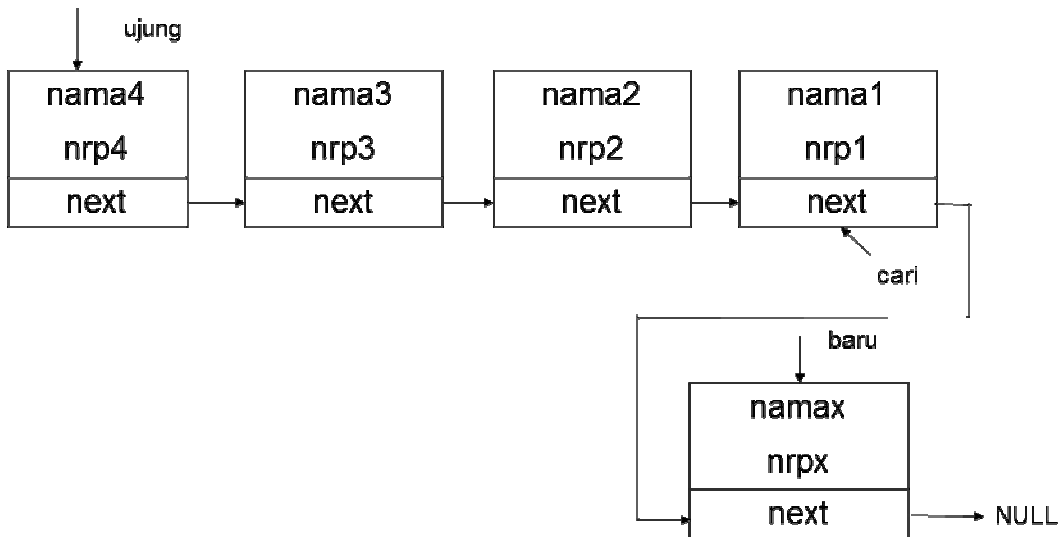 ujung
nama4 nama3 nama2 nama1
nrp4 nrp3 nrp2 nrp1
next next next next
cari
baru
namax
nrpx
next NULL